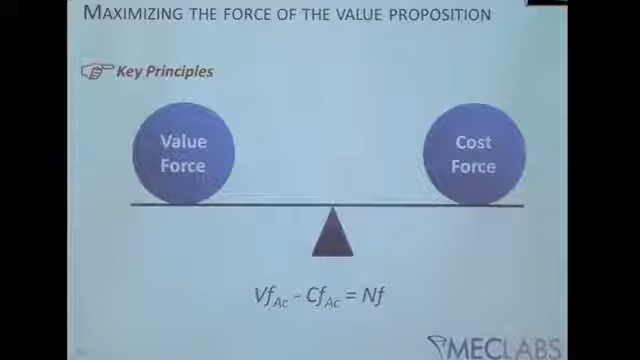 MAXIMIZING THE FORCE OF THE VALUE PROPOSITION
Key Principles
Value
Force
Cost
Force
Vf_Ac - Cf_Ac = Nf
MECLABS